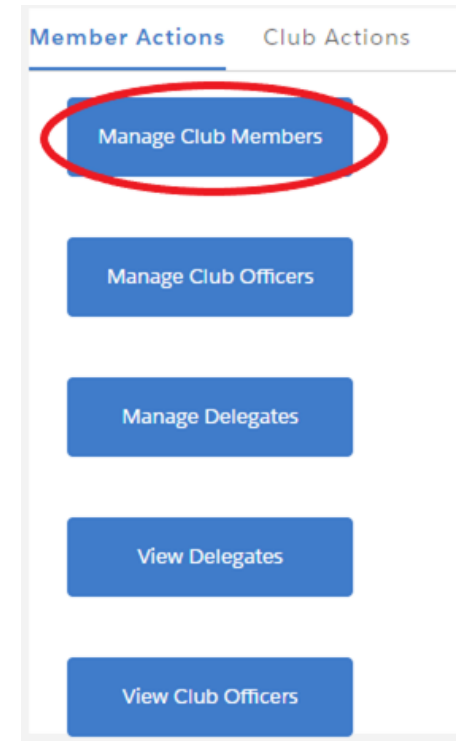 Member Actions Club Actions
Manage Club Members
Manage Club Officers
Manage Delegates
View Delegates
View Club Officers